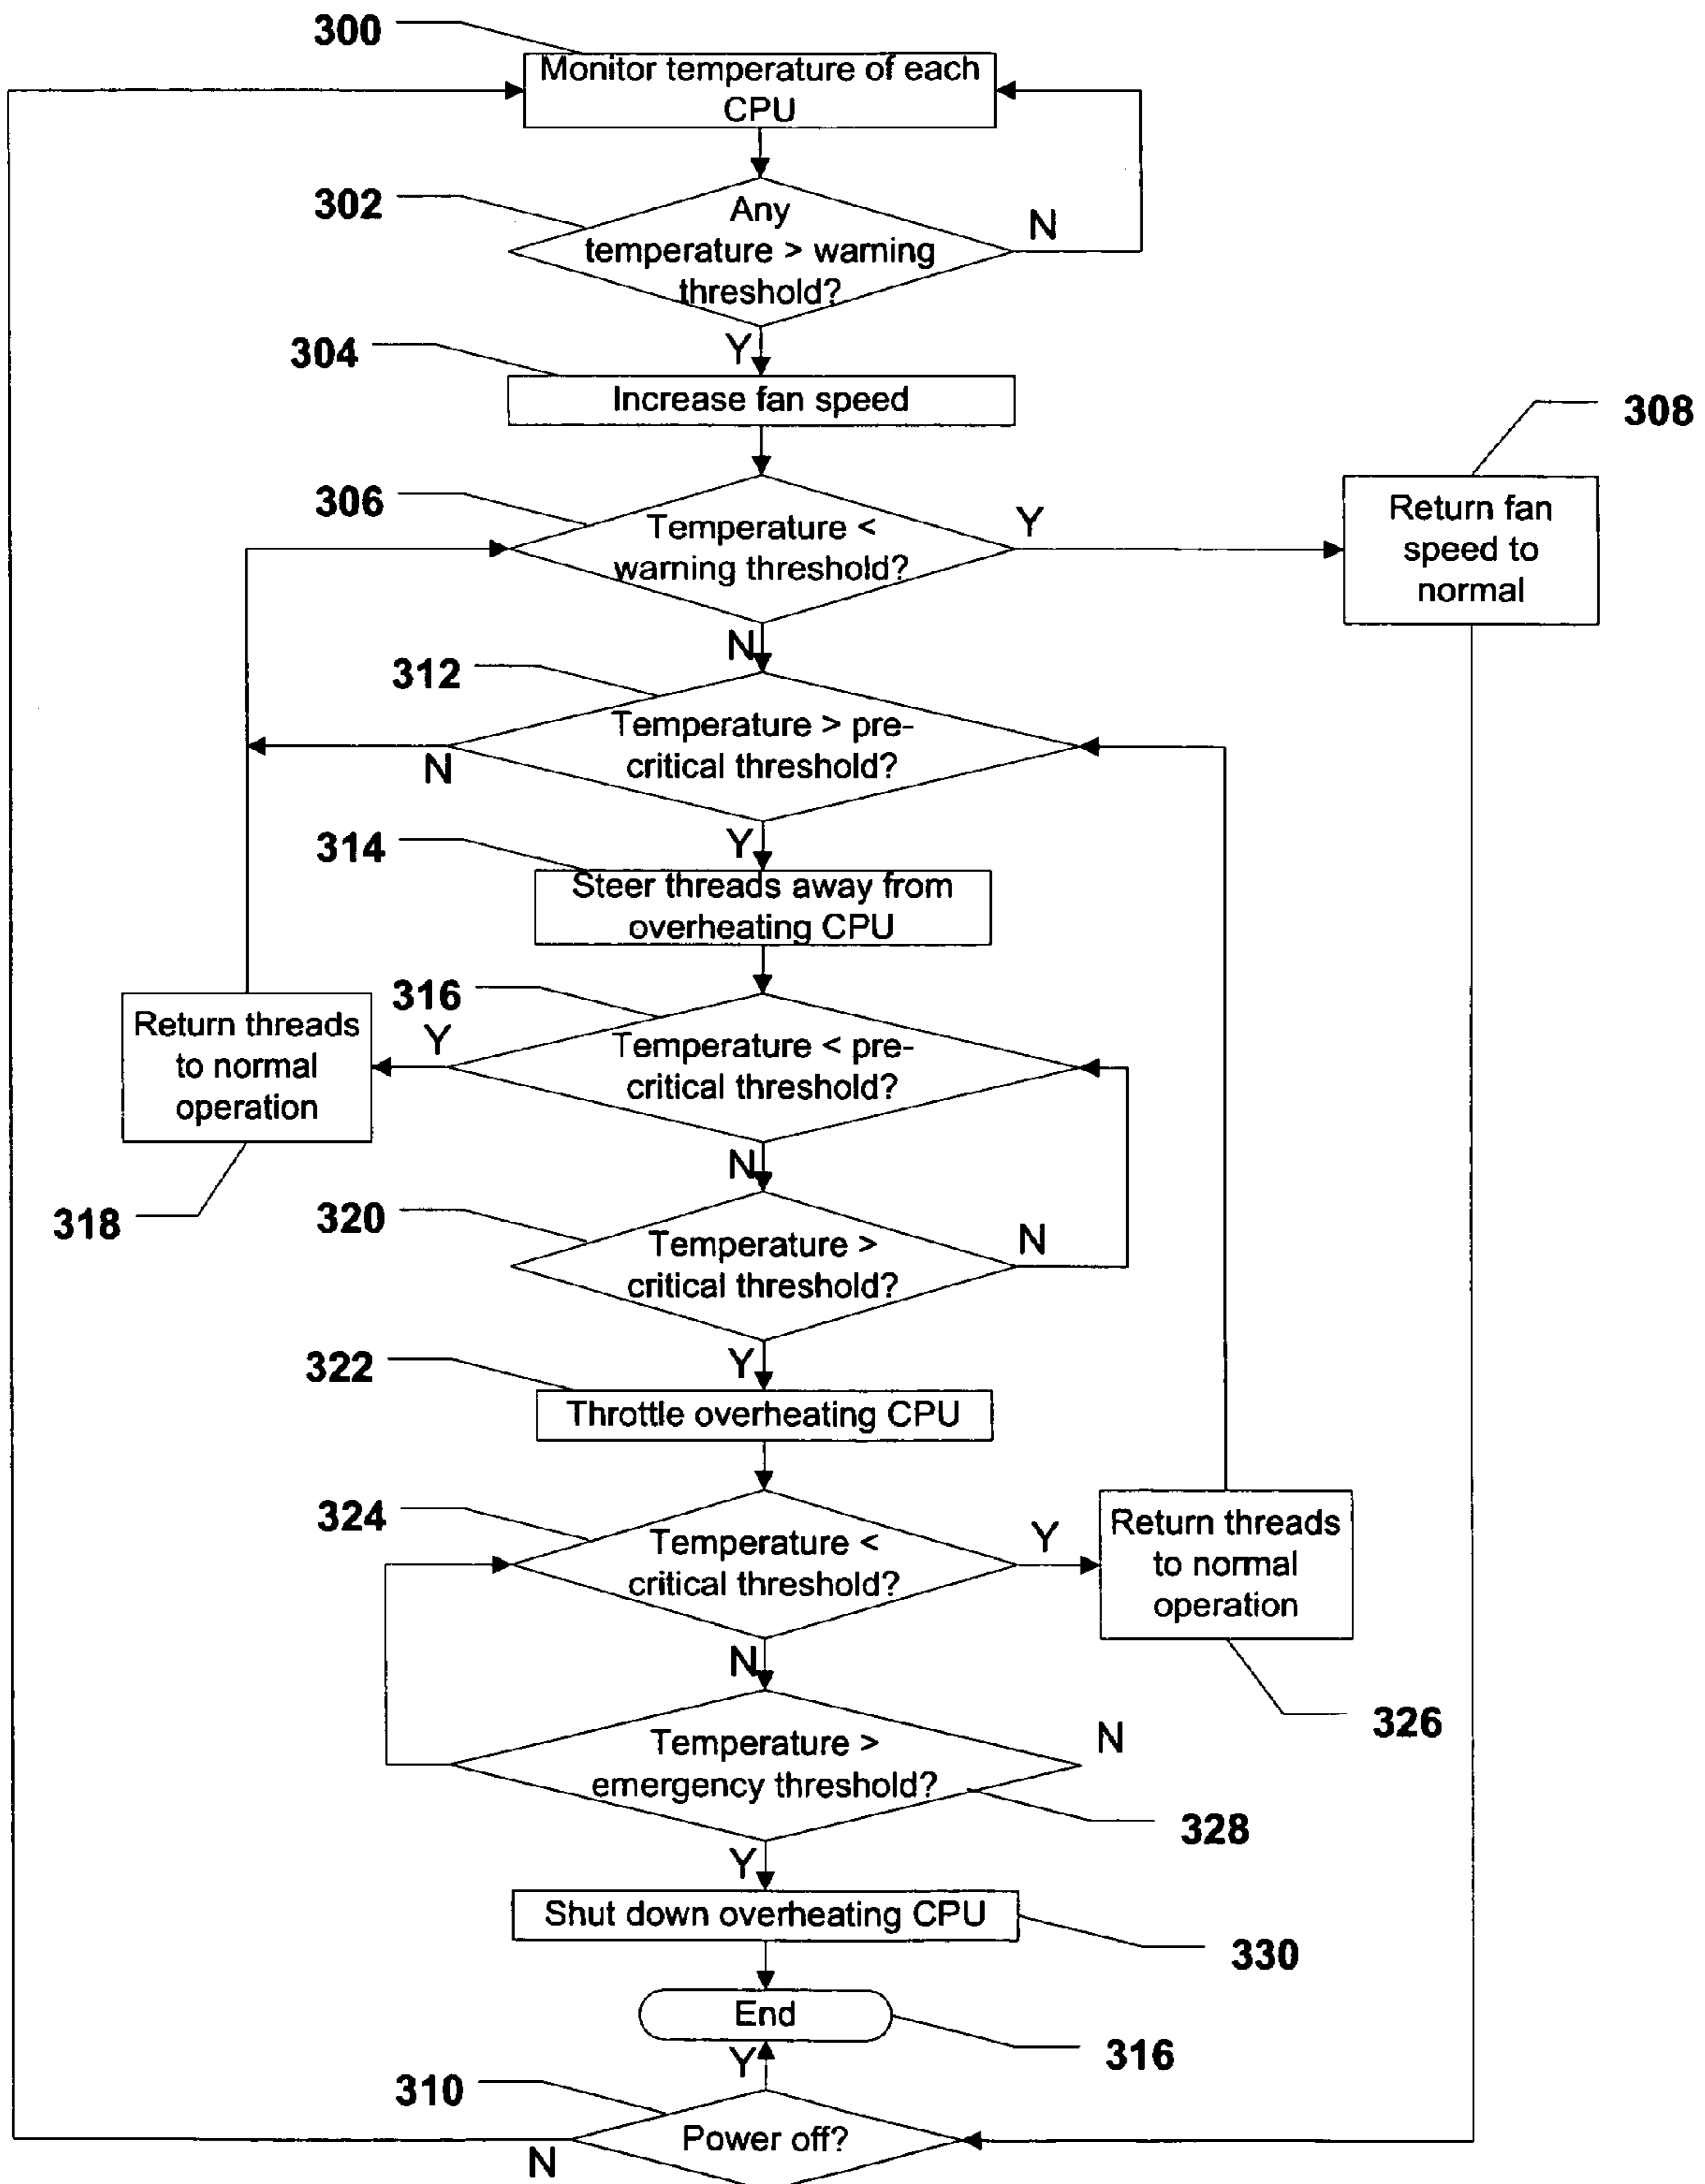 300
Monitor temperature of each
CPU
302
Any
temperature > warning
threshold?
N
Y
304
Increase fan speed
308
306
Temperature <
warning threshold?
Y
Return fan
speed to
normal
N
312
Temperature > pre-
critical threshold?
N
Y
314
Steer threads away from
overheating CPU
316
Temperature < pre-
critical threshold?
Y
Return threads
to normal
operation
318
N
320
Temperature >
critical threshold?
N
Y
322
Throttle overheating CPU
324
Temperature <
critical threshold?
Y
Return threads
to normal
operation
326
N
Temperature >
emergency threshold?
N
328
Y
Shut down overheating CPU
330
End
316
Y
310
Power off?
N